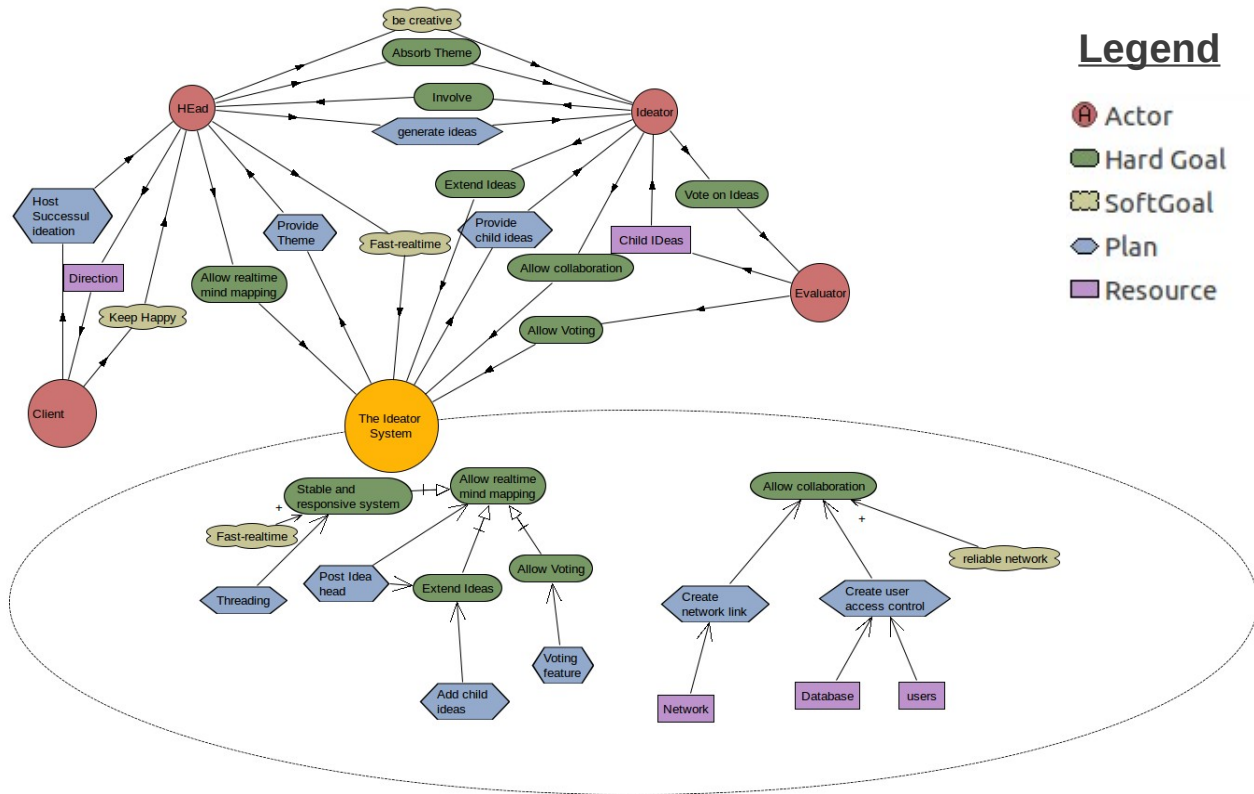 be creative
Legend
Absorb Theme
HEad
Involve
Ideator
A
Actor
generate ideas
Hard Goal
Extend Ideas
Vote on Ideas
Host
Successul
ideation
SoftGoal
Provide
Theme
Fast-realtime
Provide
child ideas
Child IDeas
Plan
Direction
Allow realtime
mind mapping
Allow collaboration
Resource
Evaluator
Keep Happy
Allow Voting
Client
The Ideator
System
Stable and
responsive system
Allow realtime
mind mapping
Allow collaboration
+
+
Fast-realtime
reliable network
Threading
Post Idea
head
Extend Ideas
Allow Voting
Create
network link
Create user
access control
Voting
feature
Add child
ideas
Network
Database
users